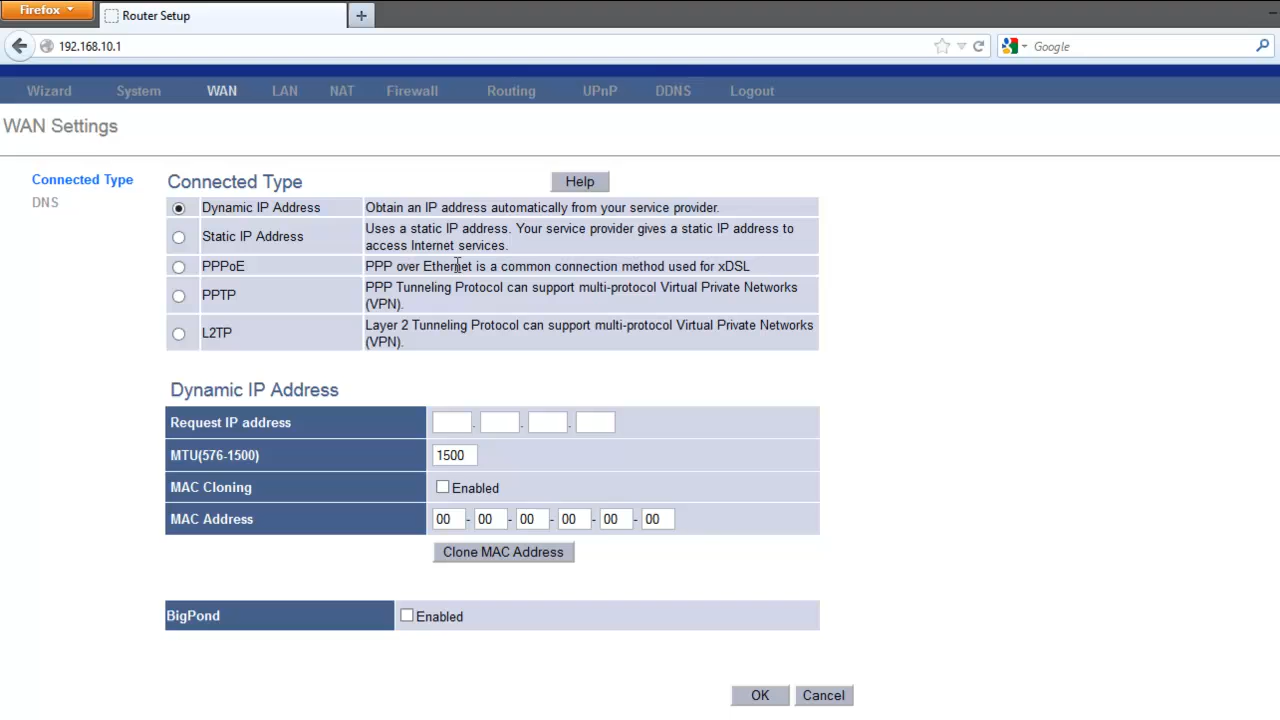 Firefox
Router Setup
192.168.10.1
Google
Wizard System WAN LAN NAT Firewall Routing UPnP DDNS Logout
WAN Settings
Connected Type
DNS
Connected Type Help
Dynamic IP Address Obtain an IP address automatically from your service provider.
Static IP Address Uses a static IP address. Your service provider gives a static IP address to
access Internet services.
PPPoE PPP over Ethernet is a common connection method used for xDSL
PPTP PPP Tunneling Protocol can support multi-protocol Virtual Private Networks
(VPN).
L2TP Layer 2 Tunneling Protocol can support multi-protocol Virtual Private Networks
(VPN).
Dynamic IP Address
Request IP address . . .
MTU(576-1500) 1500
MAC Cloning Enabled
MAC Address 00 - 00 - 00 - 00 - 00 - 00
Clone MAC Address
BigPond Enabled
OK Cancel